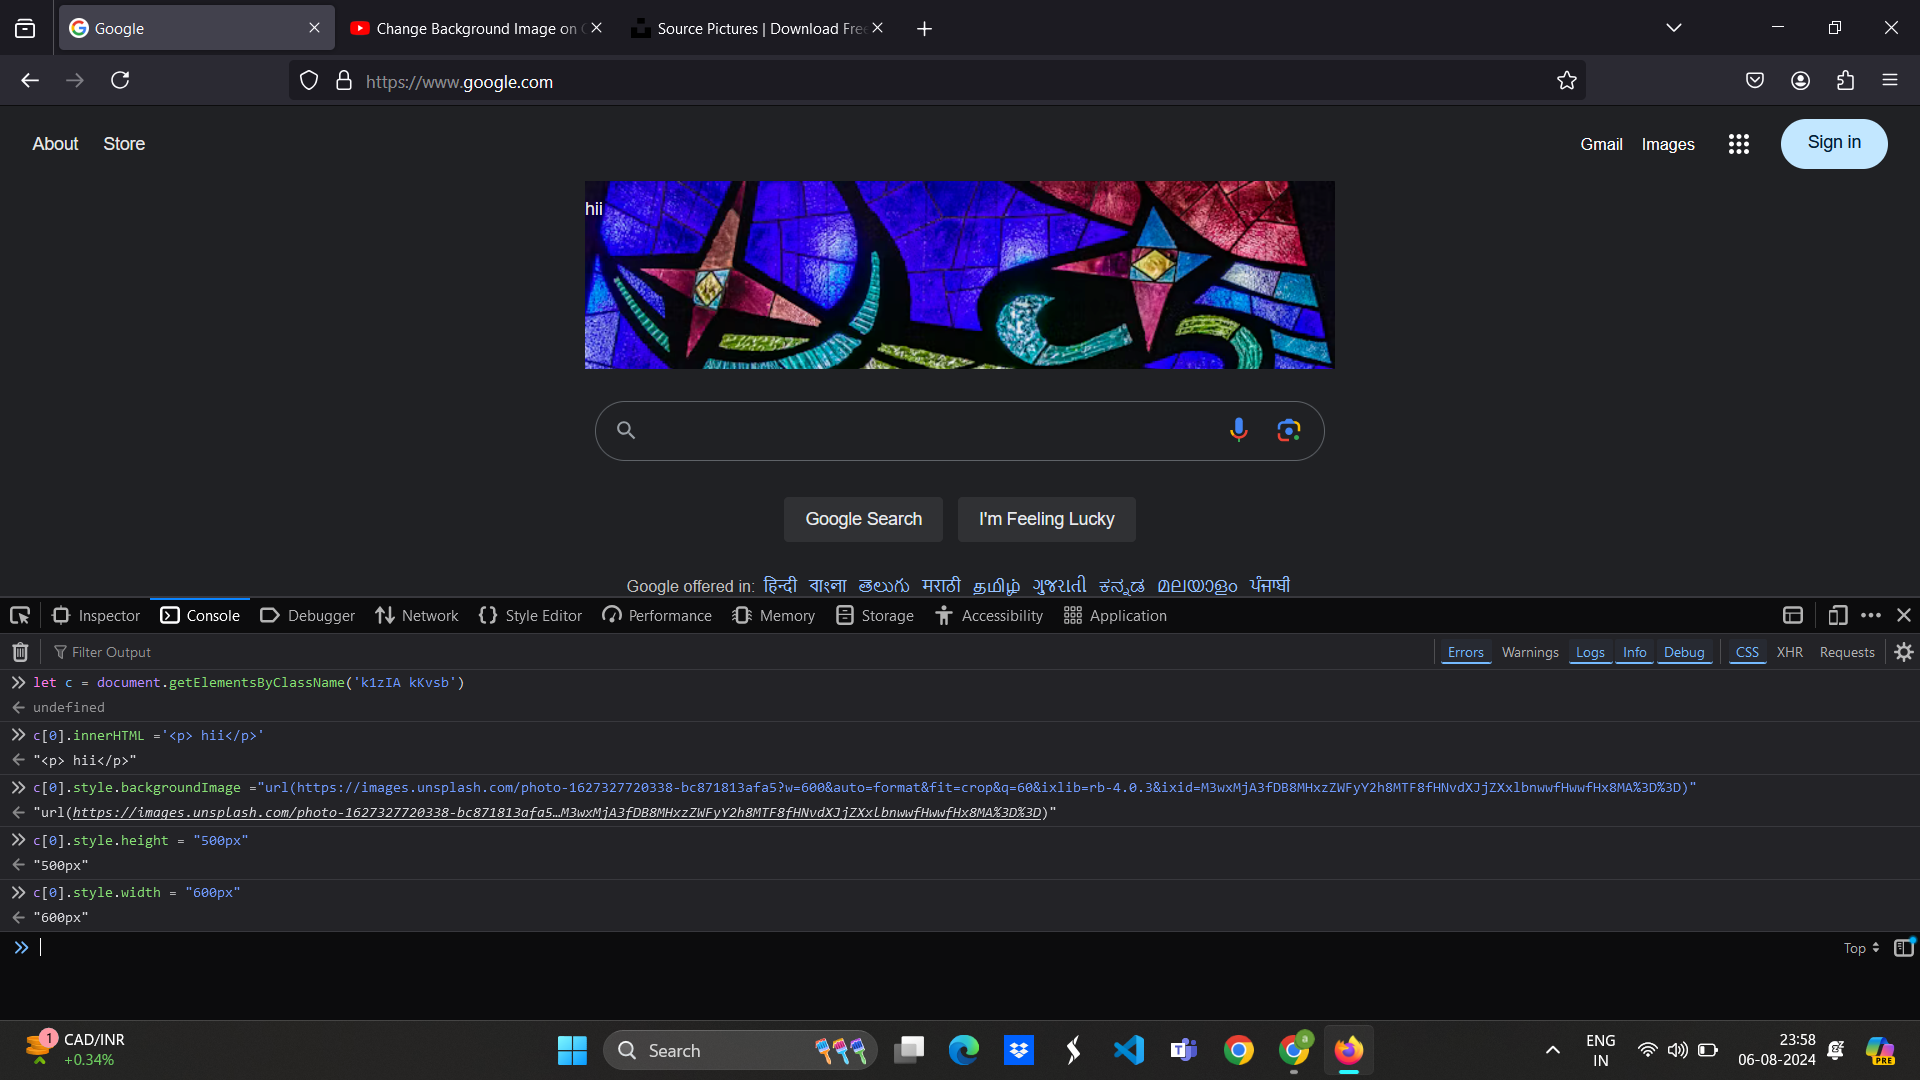 Google
Change Background Image on
Source Pictures | Download Free
https://www.google.com
About Store
Gmail Images Sign in
hii
Google Search I'm Feeling Lucky
Google offered in: हिन्दी বাংলা తెలుగు मराठी தமிழ் ગુજરાતી ಕನ್ನಡ മലയാളം ਪੰਜਾਬੀ
Inspector Console Debugger Network Style Editor Performance Memory Storage Accessibility Application
Filter Output
Errors Warnings Logs Info Debug CSS XHR Requests
let c = document.getElementsByClassName('k1zIA kKvsb')
undefined
c[0].innerHTML ='<p> hii</p>'
"<p> hii</p>"
c[0].style.backgroundImage ="url(https://images.unsplash.com/photo-1627327720338-bc871813afa5?w=600&auto=format&fit=crop&q=60&ixlib=rb-4.0.3&ixid=M3wxMjA3fDB8MHxzZWFyY2h8MTF8fHNvdXJjZXxlbnwwfHwwfHx8MA%3D%3D)"
"url(https://images.unsplash.com/photo-1627327720338-bc871813afa5…M3wxMjA3fDB8MHxzZWFyY2h8MTF8fHNvdXJjZXxlbnwwfHwwfHx8MA%3D%3D)"
c[0].style.height = "500px"
"500px"
c[0].style.width = "600px"
"600px"
Top
1
CAD/INR
+0.34%
Search
a
ENG
IN
23:58
06-08-2024
PRE